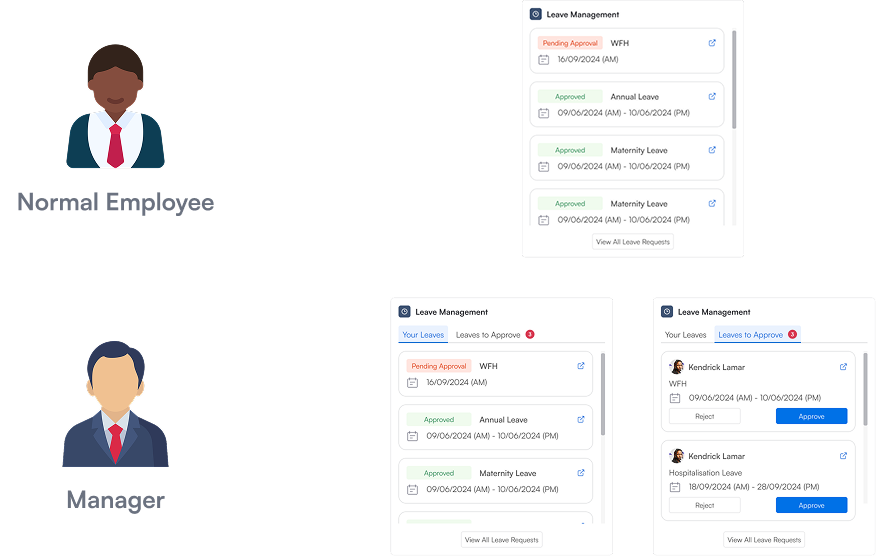 Leave Management
Pending Approval WFH
16/09/2024 (AM)
Approved Annual Leave
09/06/2024 (AM) - 10/06/2024 (PM)
Approved Maternity Leave
09/06/2024 (AM) - 10/06/2024 (PM)
Approved Maternity Leave
09/06/2024 (AM) - 10/06/2024 (PM)
View All Leave Requests
Normal Employee
Leave Management
Your Leaves Leaves to Approve 3
Pending Approval WFH
16/09/2024 (AM)
Approved Annual Leave
09/06/2024 (AM) - 10/06/2024 (PM)
Approved Maternity Leave
09/06/2024 (AM) - 10/06/2024 (PM)
View All Leave Requests
Leave Management
Your Leaves Leaves to Approve 3
Kendrick Lamar
WFH
09/06/2024 (AM) - 10/06/2024 (PM)
Reject Approve
Kendrick Lamar
Hospitalisation Leave
18/09/2024 (AM) - 28/09/2024 (PM)
Reject Approve
View All Leave Requests
Manager